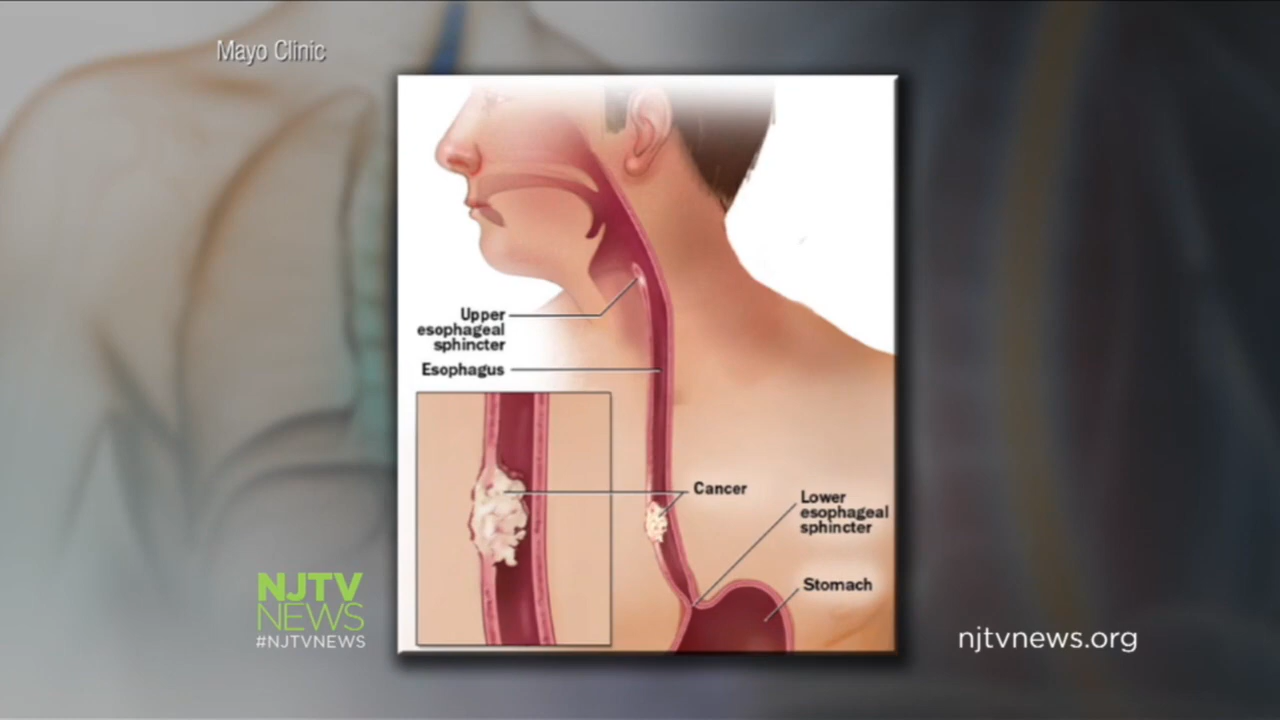 Mayo Clinic
Upper
esophageal
sphincter
Esophagus
Cancer
Lower
esophageal
sphincter
Stomach
NJTV
NEWS
#NJTVNEWS
njtvnews.org